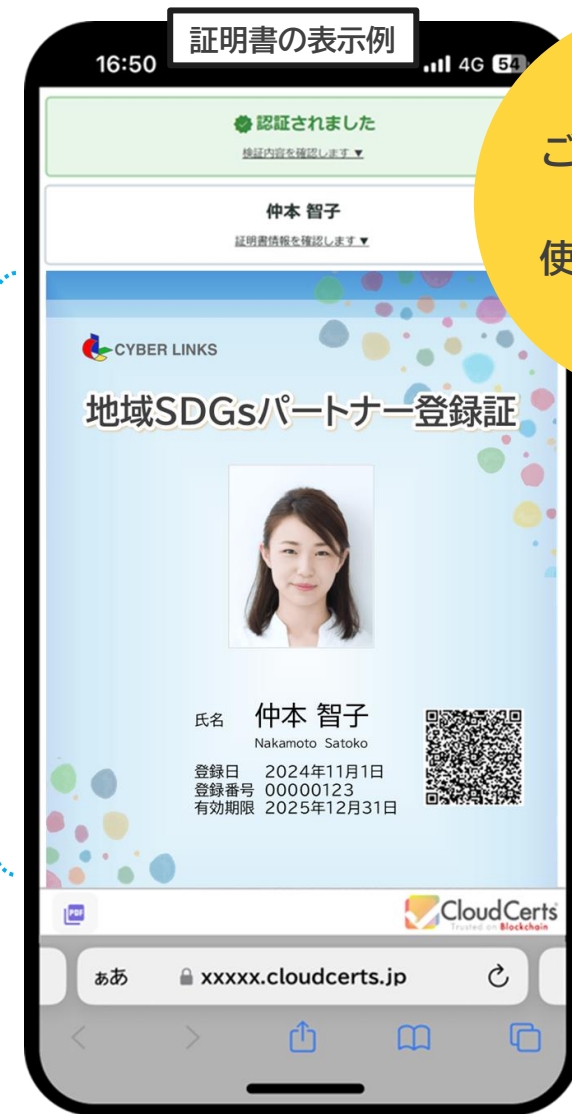 証明書の表示例
16:50
4G 54
認証されました
検証内容を確認します ▼
仲本 智子
証明書情報を確認します ▼
ご
使
CYBER LINKS
地域SDGsパートナー登録証
氏名 仲本 智子
Nakamoto Satoko
登録日 2024年11月1日
登録番号 00000123
有効期限 2025年12月31日
PDF
CloudCerts
Trusted on Blockchain
ああ xxxxx.cloudcerts.jp